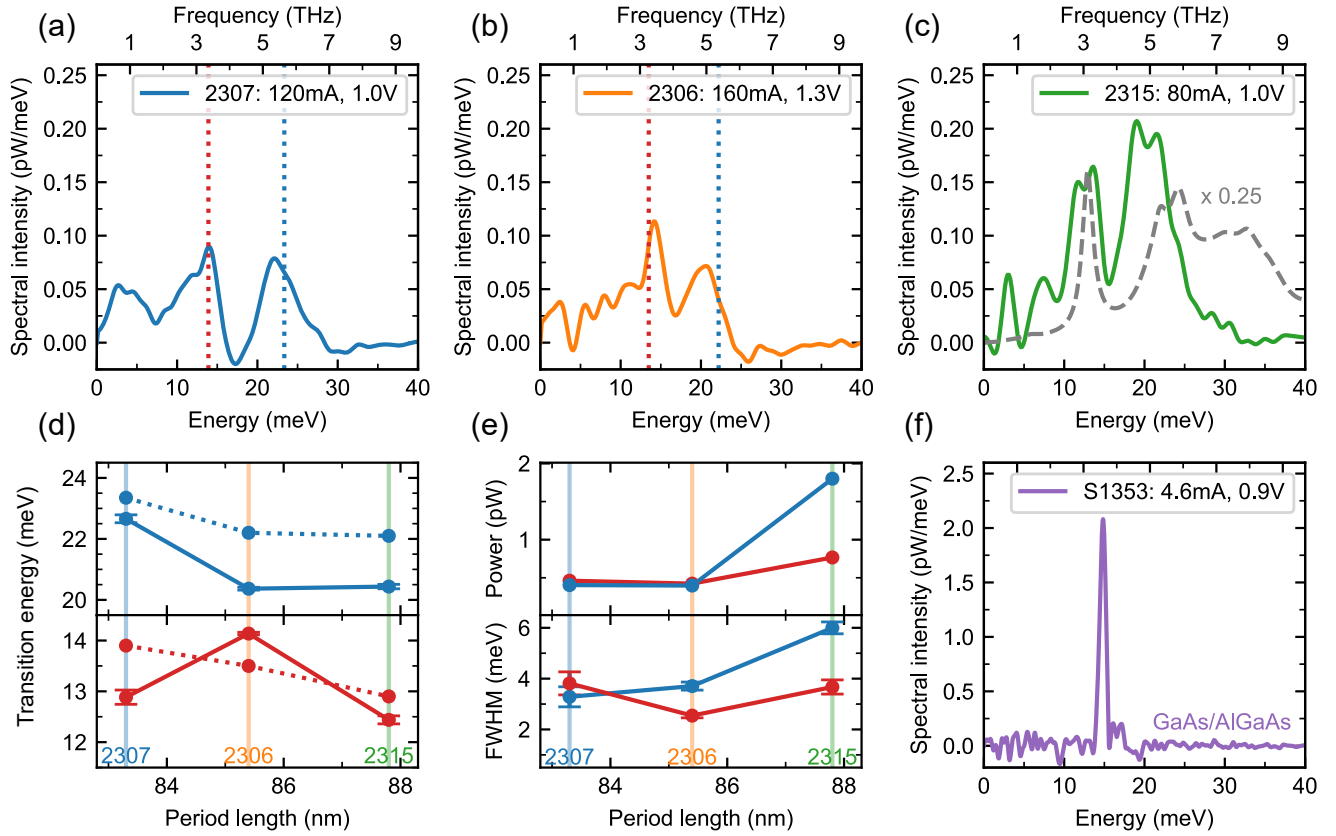 (a)
Frequency (THz)
1 3 5 7 9
2307: 120mA, 1.0V
Spectral intensity (pW/meV)
0.25
0.20
0.15
0.10
0.05
0.00
0 10 20 30 40
Energy (meV)
(b)
Frequency (THz)
1 3 5 7 9
2306: 160mA, 1.3V
Spectral intensity (pW/meV)
0.25
0.20
0.15
0.10
0.05
0.00
0 10 20 30 40
Energy (meV)
(c)
Frequency (THz)
1 3 5 7 9
2315: 80mA, 1.0V
x 0.25
Spectral intensity (pW/meV)
0.25
0.20
0.15
0.10
0.05
0.00
0 10 20 30 40
Energy (meV)
(d)
Transition energy (meV)
24
22
20
14
13
12
2307 2306 2315
84 86 88
Period length (nm)
(e)
Power (pW)
2
1
FWHM (meV)
6
4
2
2307 2306 2315
84 86 88
Period length (nm)
(f)
S1353: 4.6mA, 0.9V
GaAs/AlGaAs
Spectral intensity (pW/meV)
2.5
2.0
1.5
1.0
0.5
0.0
0 10 20 30 40
Energy (meV)